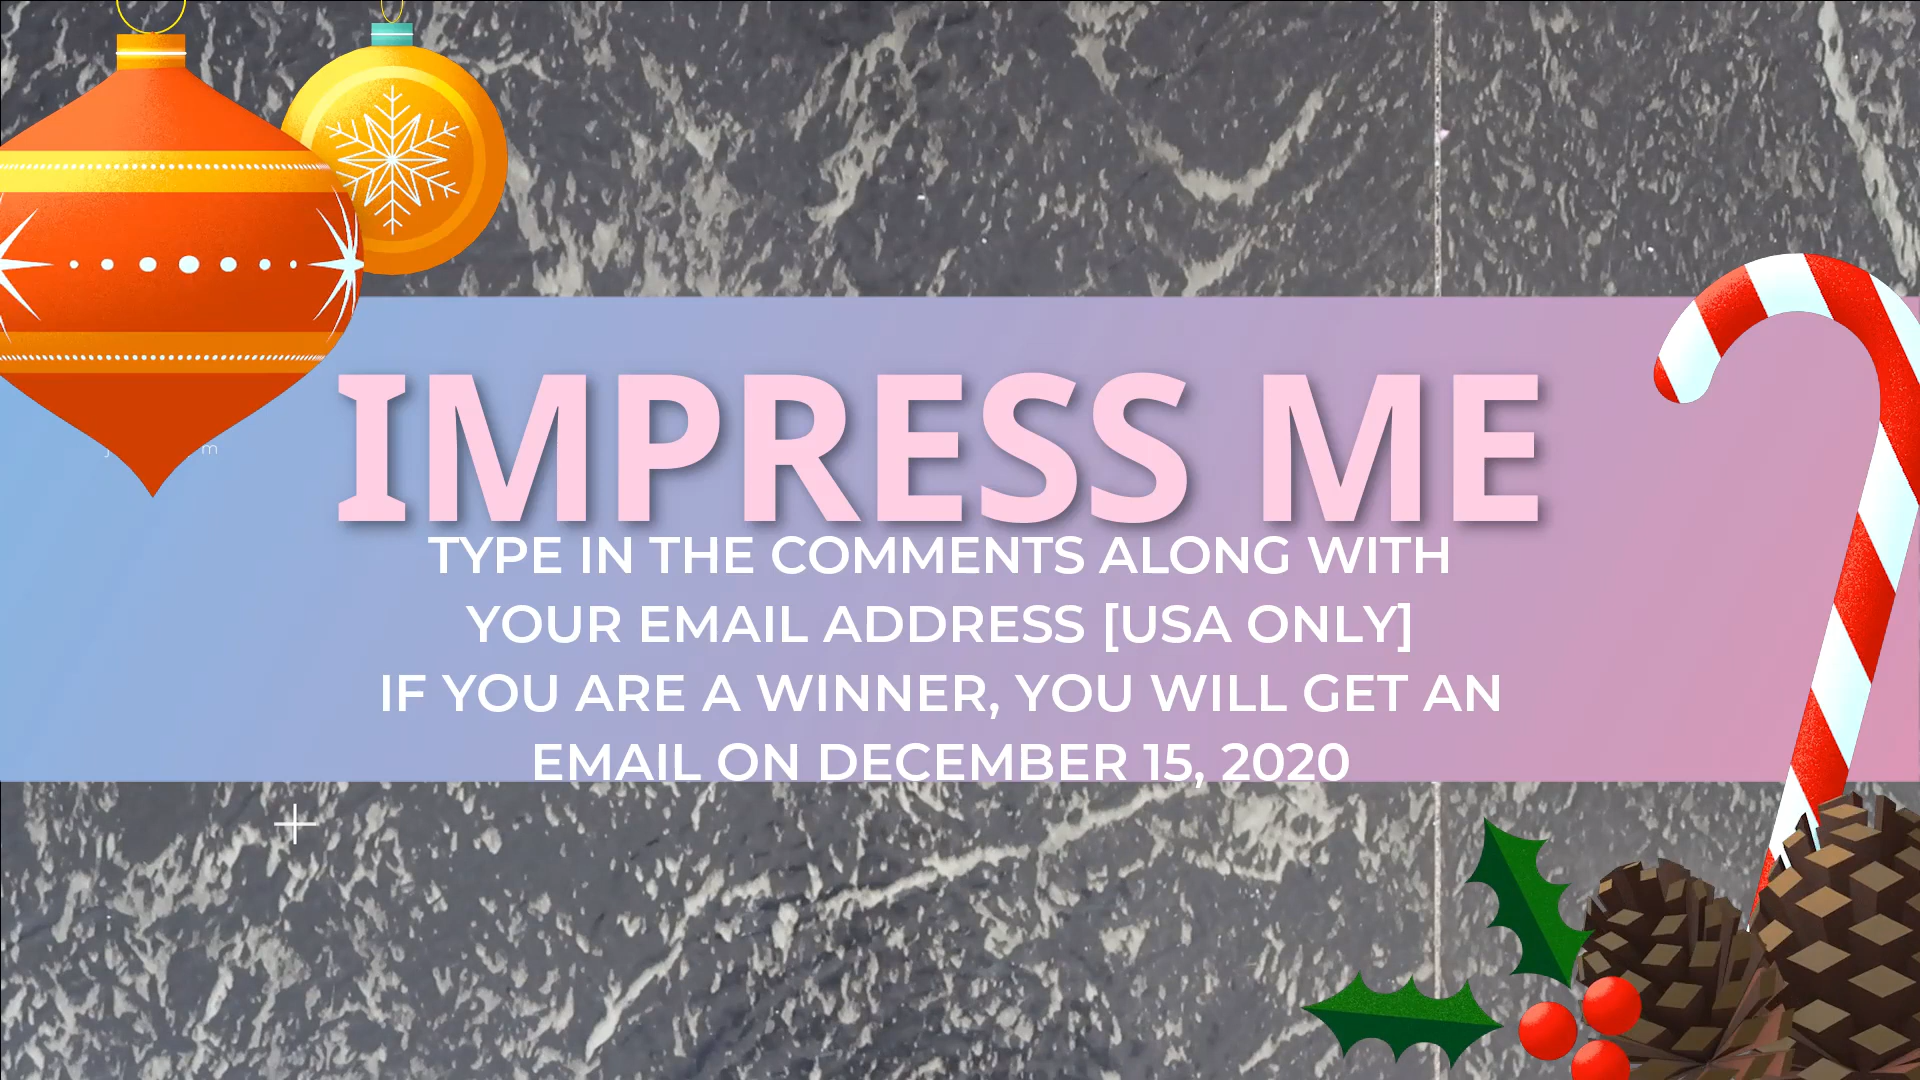 IMPRESS ME
TYPE IN THE COMMENTS ALONG WITH
YOUR EMAIL ADDRESS [USA ONLY]
IF YOU ARE A WINNER, YOU WILL GET AN
EMAIL ON DECEMBER 15, 2020